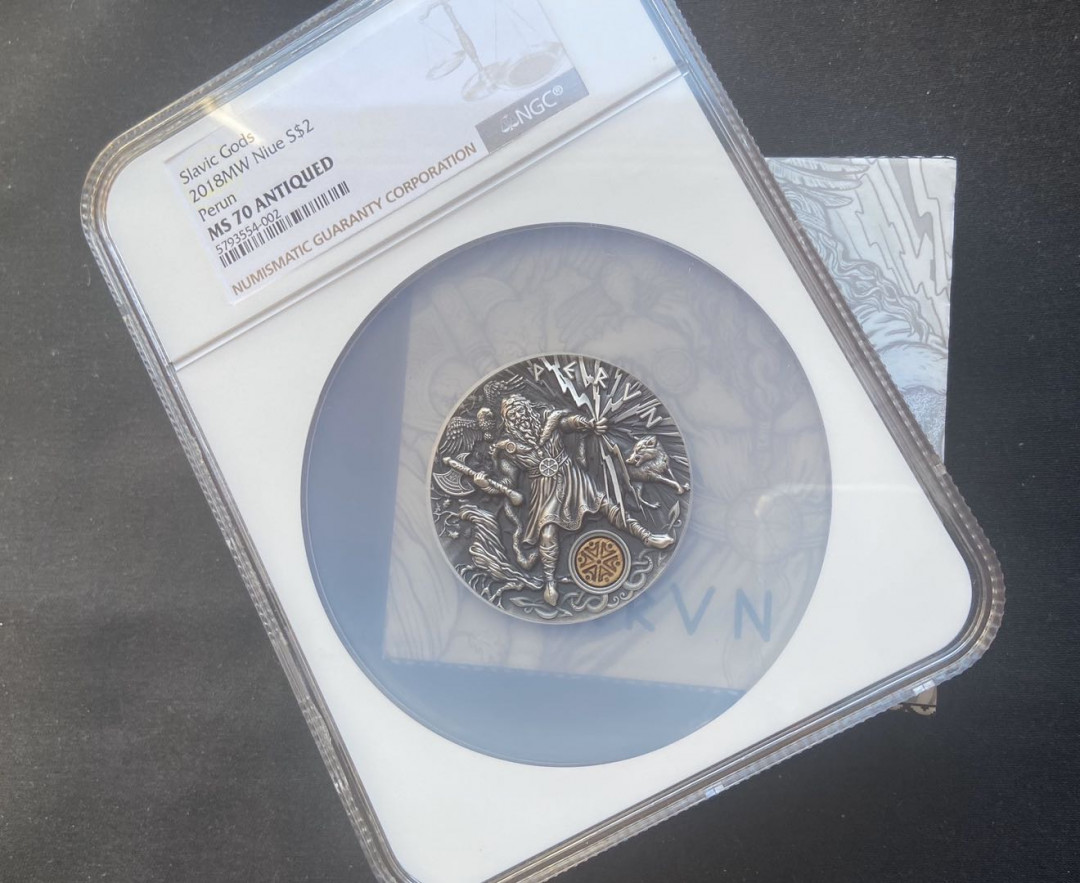 Slavic Gods
2018MW Niue S$2
Perun
MS 70 ANTIQUED
5793554-002
NUMISMATIC GUARANTY CORPORATION
NGC®
PERVN
RVN